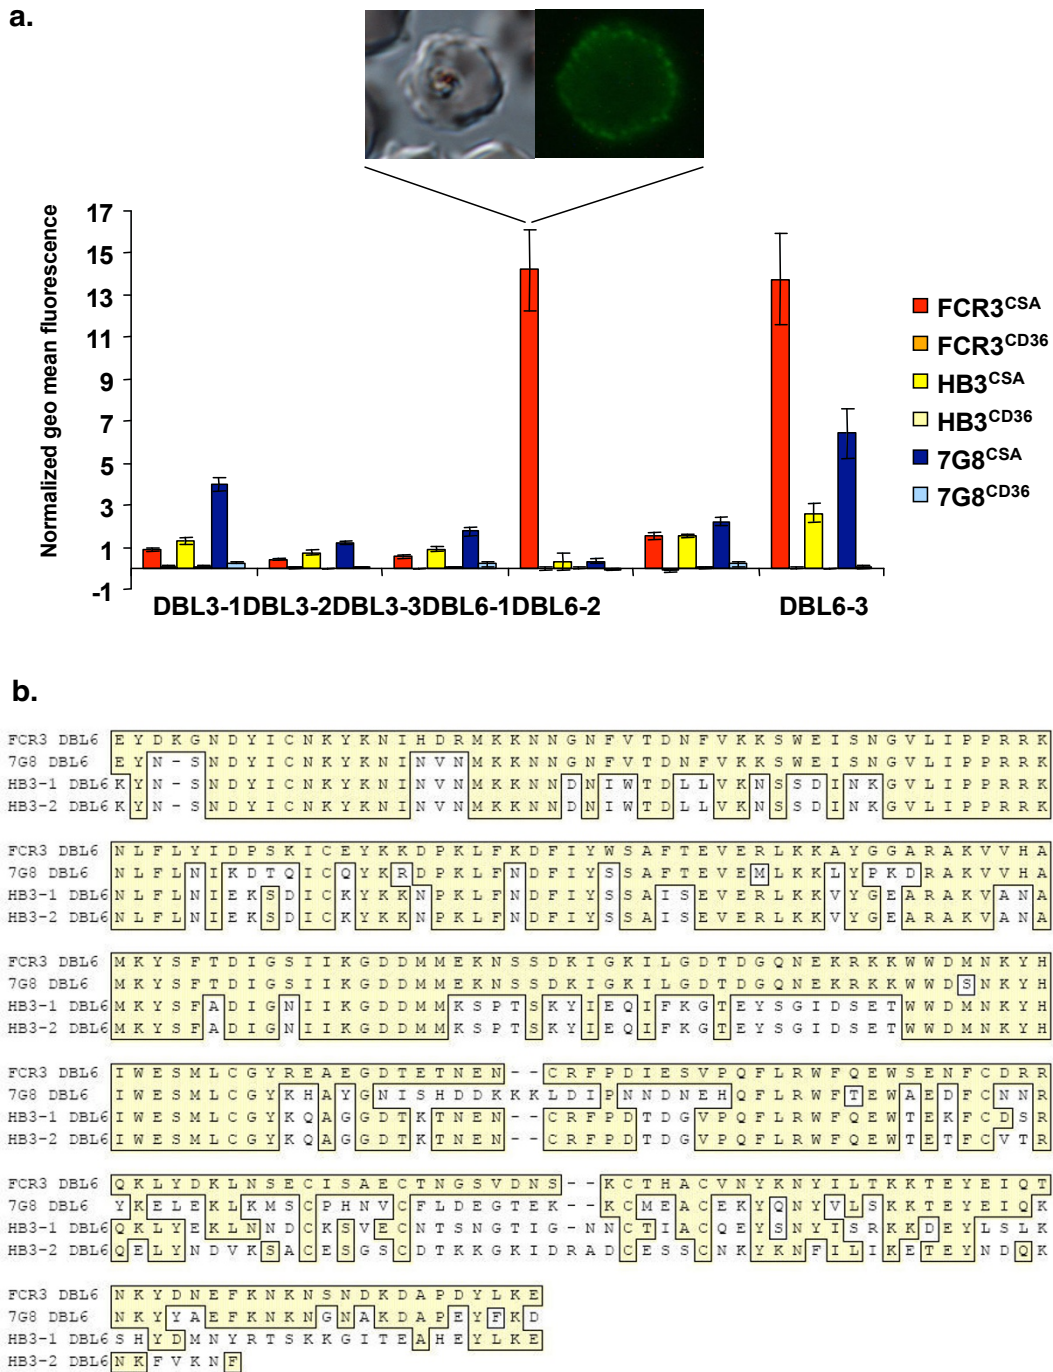 a.
17
15
13
11
9
7
5
3
1
-1
Normalized geo mean fluorescence
FCR3CSA
FCR3CD36
HB3CSA
HB3CD36
7G8CSA
7G8CD36
DBL3-1DBL3-2DBL3-3DBL6-1DBL6-2 DBL6-3
b.
FCR3 DBL6 E Y D K G N D Y I C N K Y K N I H D R M K K N N G N F V T D N F V K K S W E I S N G V L I P P R R K
7G8 DBL6 E Y N - S N D Y I C N K Y K N I N V N M K K N N G N F V T D N F V K K S W E I S N G V L I P P R R K
HB3-1 DBL6 K Y N - S N D Y I C N K Y K N I N V N M K K N N D N I W T D L L V K N S S D I N K G V L I P P R R K
HB3-2 DBL6 K Y N - S N D Y I C N K Y K N I N V N M K K N N D N I W T D L L V K N S S D I N K G V L I P P R R K
FCR3 DBL6 N L F L Y I D P S K I C E Y K K D P K L F K D F I Y W S A F T E V E R L K K A Y G G A R A K V V H A
7G8 DBL6 N L F L N I K D T Q I C Q Y K R D P K L F N D F I Y S S A F T E V E M L K K L Y P K D R A K V V H A
HB3-1 DBL6 N L F L N I E K S D I C K Y K K N P K L F N D F I Y S S A I S E V E R L K K V Y G E A R A K V A N A
HB3-2 DBL6 N L F L N I E K S D I C K Y K K N P K L F N D F I Y S S A I S E V E R L K K V Y G E A R A K V A N A
FCR3 DBL6 M K Y S F T D I G S I I K G D D M M E K N S S D K I G K I L G D T D G Q N E K R K K W W D M N K Y H
7G8 DBL6 M K Y S F T D I G S I I K G D D M M E K N S S D K I G K I L G D T D G Q N E K R K K W W D S N K Y H
HB3-1 DBL6 M K Y S F A D I G N I I K G D D M M K S P T S K Y I E Q I F K G T E Y S G I D S E T W W D M N K Y H
HB3-2 DBL6 M K Y S F A D I G N I I K G D D M M K S P T S K Y I E Q I F K G T E Y S G I D S E T W W D M N K Y H
FCR3 DBL6 I W E S M L C G Y R E A E G D T E T N E N - - C R F P D I E S V P Q F L R W F Q E W S E N F C D R R
7G8 DBL6 I W E S M L C G Y K H A Y G N I S H D D K K K L D I P N N D N E H Q F L R W F T E W A E D F C N N R
HB3-1 DBL6 I W E S M L C G Y K Q A G G D T K T N E N - - C R F P D T D G V P Q F L R W F Q E W T E K F C D S R
HB3-2 DBL6 I W E S M L C G Y K Q A G G D T K T N E N - - C R F P D T D G V P Q F L R W F Q E W T E T F C V T R
FCR3 DBL6 Q K L Y D K L N S E C I S A E C T N G S V D N S - - K C T H A C V N Y K N Y I L T K K T E Y E I Q T
7G8 DBL6 Y K E L E K L K M S C P H N V C F L D E G T E K - - K C M E A C E K Y Q N Y V L S K K T E Y E I Q K
HB3-1 DBL6 Q K L Y E K L N N D C K S V E C N T S N G T I G - N N C T I A C Q E Y S N Y I S R K K D E Y L S L K
HB3-2 DBL6 Q E L Y N D V K S A C E S G S C D T K K G K I D R A D C E S S C N K Y K N F I L I K E T E Y N D Q K
FCR3 DBL6 N K Y D N E F K N K N S N D K D A P D Y L K E
7G8 DBL6 N K Y Y A E F K N K N G N A K D A P E Y F K D
HB3-1 DBL6 S H Y D M N Y R T S K K G I T E A H E Y L K E
HB3-2 DBL6 N K F V K N F